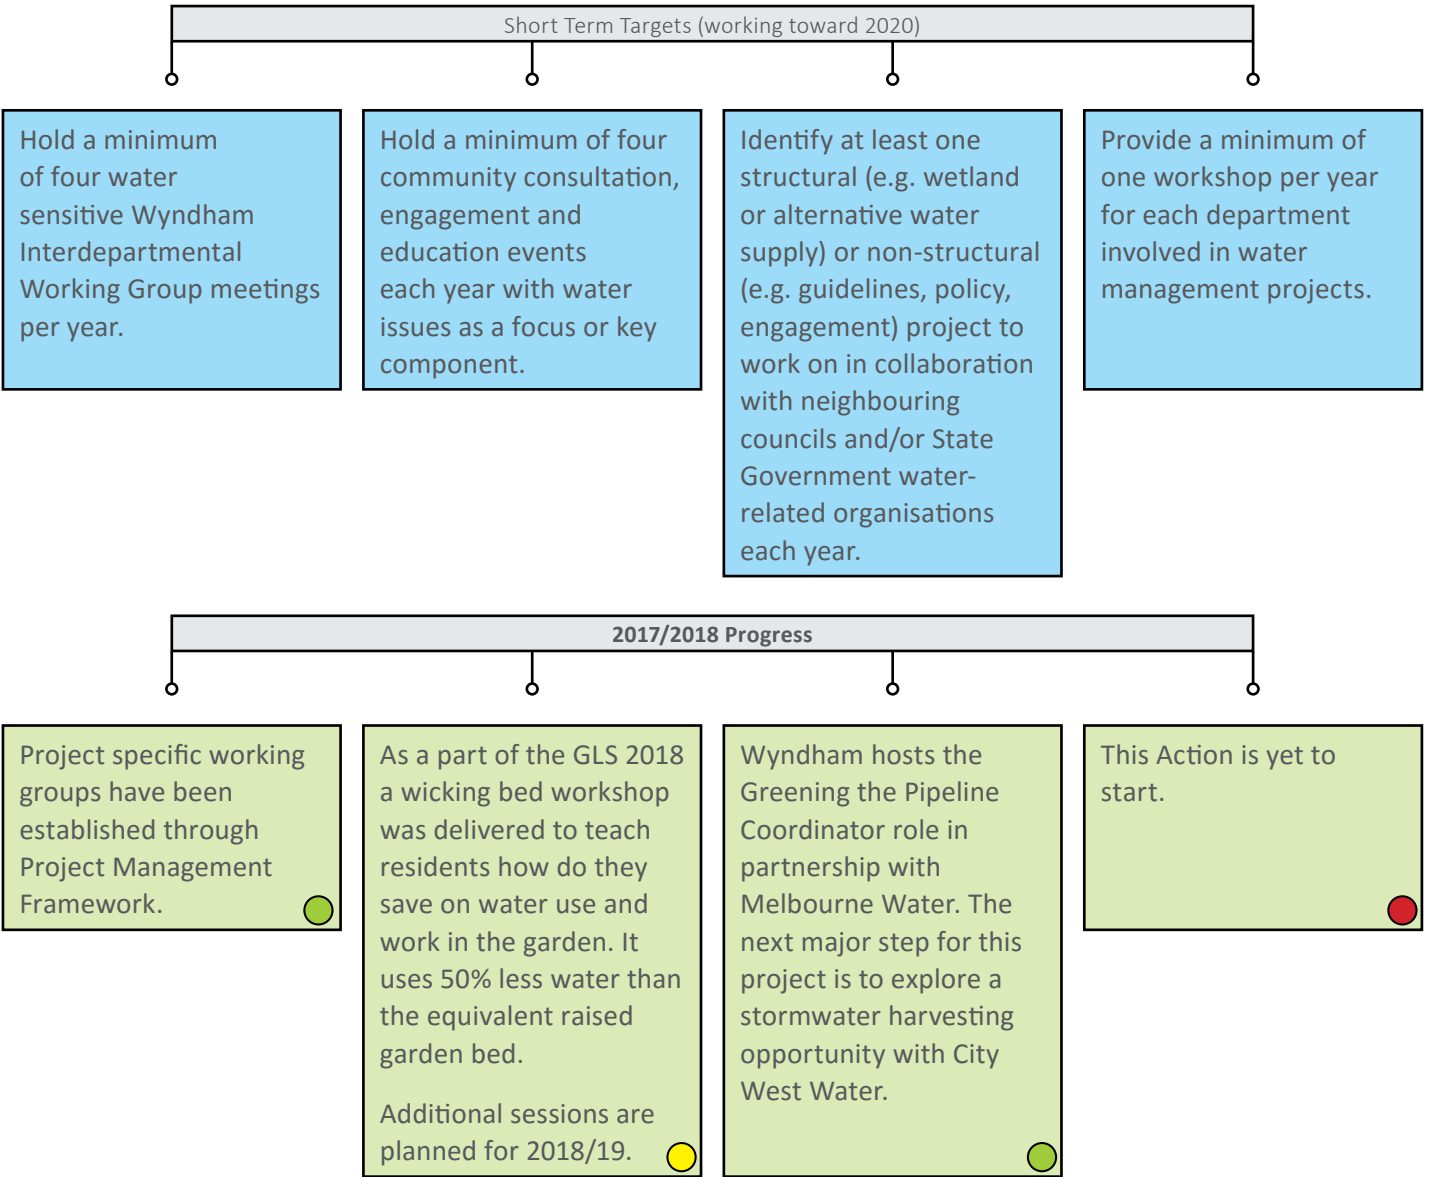 Short Term Targets (working toward 2020)
Hold a minimum
of four water
sensitive Wyndham
Interdepartmental
Working Group meetings
per year.
Hold a minimum of four
community consultation,
engagement and
education events
each year with water
issues as a focus or key
component.
Identify at least one
structural (e.g. wetland
or alternative water
supply) or non-structural
(e.g. guidelines, policy,
engagement) project to
work on in collaboration
with neighbouring
councils and/or State
Government water-
related organisations
each year.
Provide a minimum of
one workshop per year
for each department
involved in water
management projects.
2017/2018 Progress
Project specific working
groups have been
established through
Project Management
Framework.
As a part of the GLS 2018
a wicking bed workshop
was delivered to teach
residents how do they
save on water use and
work in the garden. It
uses 50% less water than
the equivalent raised
garden bed.
Additional sessions are
planned for 2018/19.
Wyndham hosts the
Greening the Pipeline
Coordinator role in
partnership with
Melbourne Water. The
next major step for this
project is to explore a
stormwater harvesting
opportunity with City
West Water.
This Action is yet to
start.